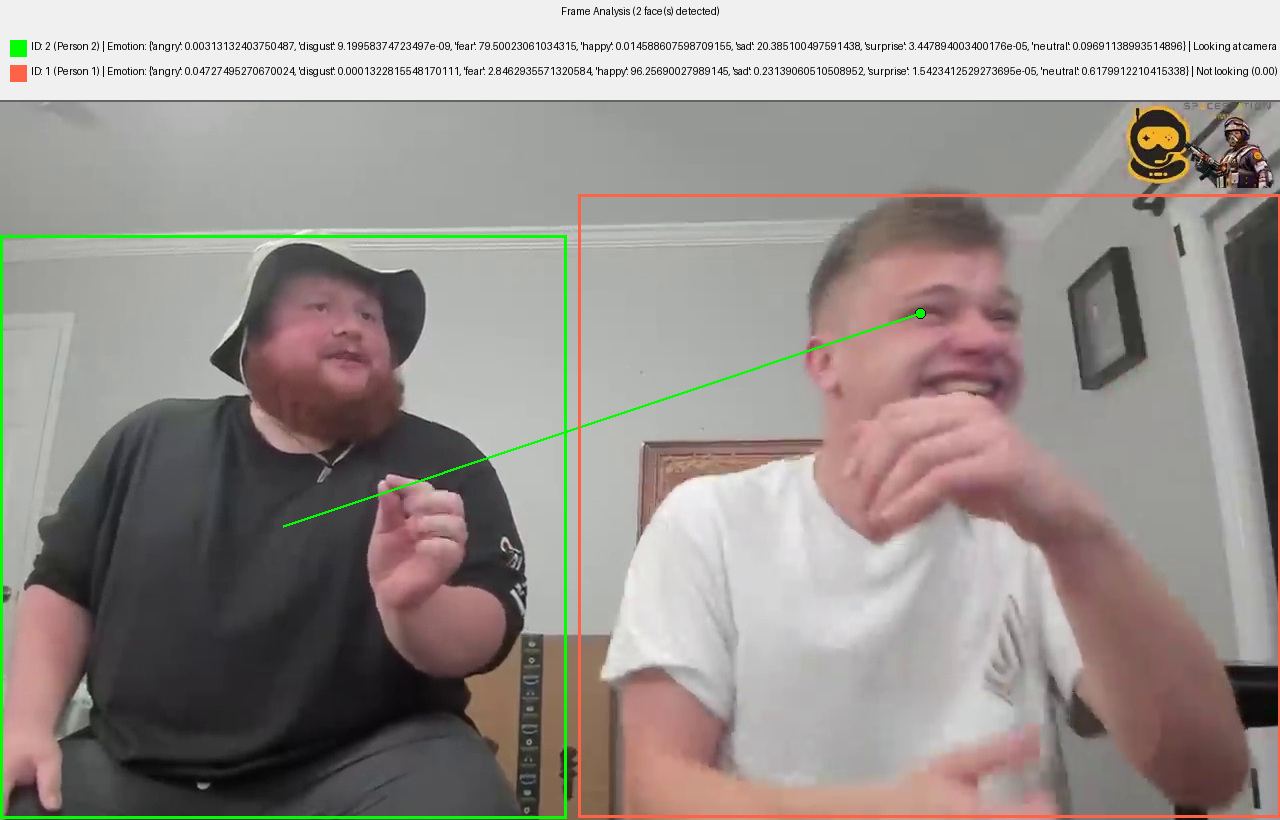 Frame Analysis (2 face(s) detected)
ID: 2 (Person 2) | Emotion: {'angry': 0.00313132403750487, 'disgust': 9.19958374723497e-09, 'fear': 79.50023061034315, 'happy': 0.014588607598709155, 'sad': 20.385100497591438, 'surprise': 3.447894003400176e-05, 'neutral': 0.09691138993514896} | Looking at camera
ID: 1 (Person 1) | Emotion: {'angry': 0.04727495270670024, 'disgust': 0.0001322815548170111, 'fear': 2.8462935571320584, 'happy': 96.25690027989145, 'sad': 0.23139060510508952, 'surprise': 1.5423412529273695e-05, 'neutral': 0.6179912210415338} | Not looking (0.00)
SPACESTATION